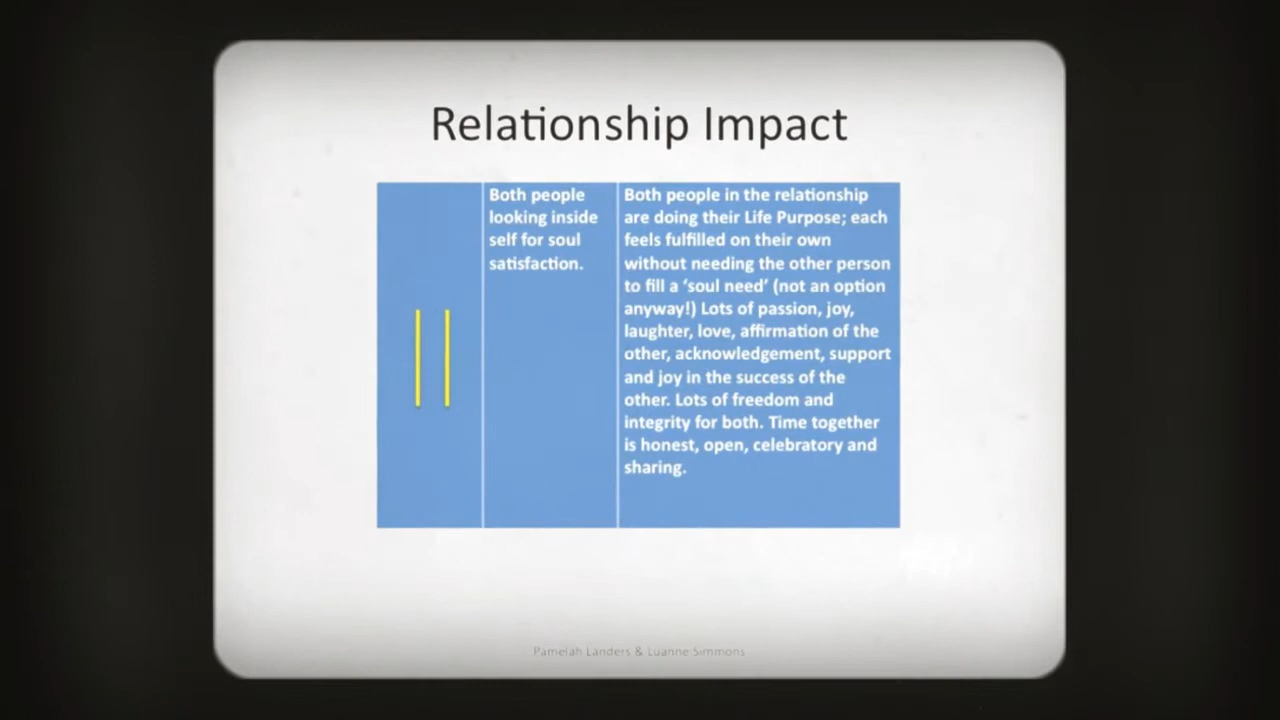 Relationship Impact
Both people
looking inside
self for soul
satisfaction.
Both people in the relationship
are doing their Life Purpose; each
feels fulfilled on their own
without needing the other person
to fill a ‘soul need’ (not an option
anyway!) Lots of passion, joy,
laughter, love, affirmation of the
other, acknowledgement, support
and joy in the success of the
other. Lots of freedom and
integrity for both. Time together
is honest, open, celebratory and
sharing.
Pamelah Landers & Luanne Simmons